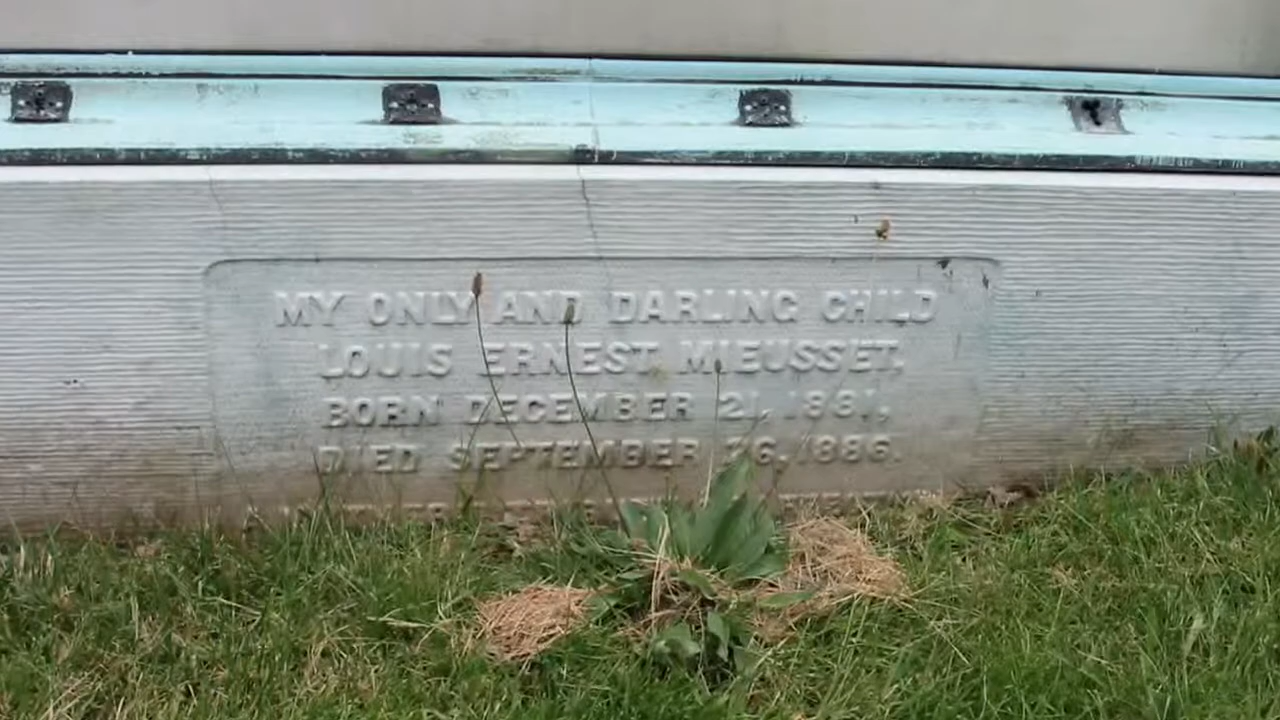 MY ONLY AND DARLING CHILD
LOUIS ERNEST MIEUSSET,
BORN DECEMBER 21, 1881,
DIED SEPTEMBER 26, 1886.